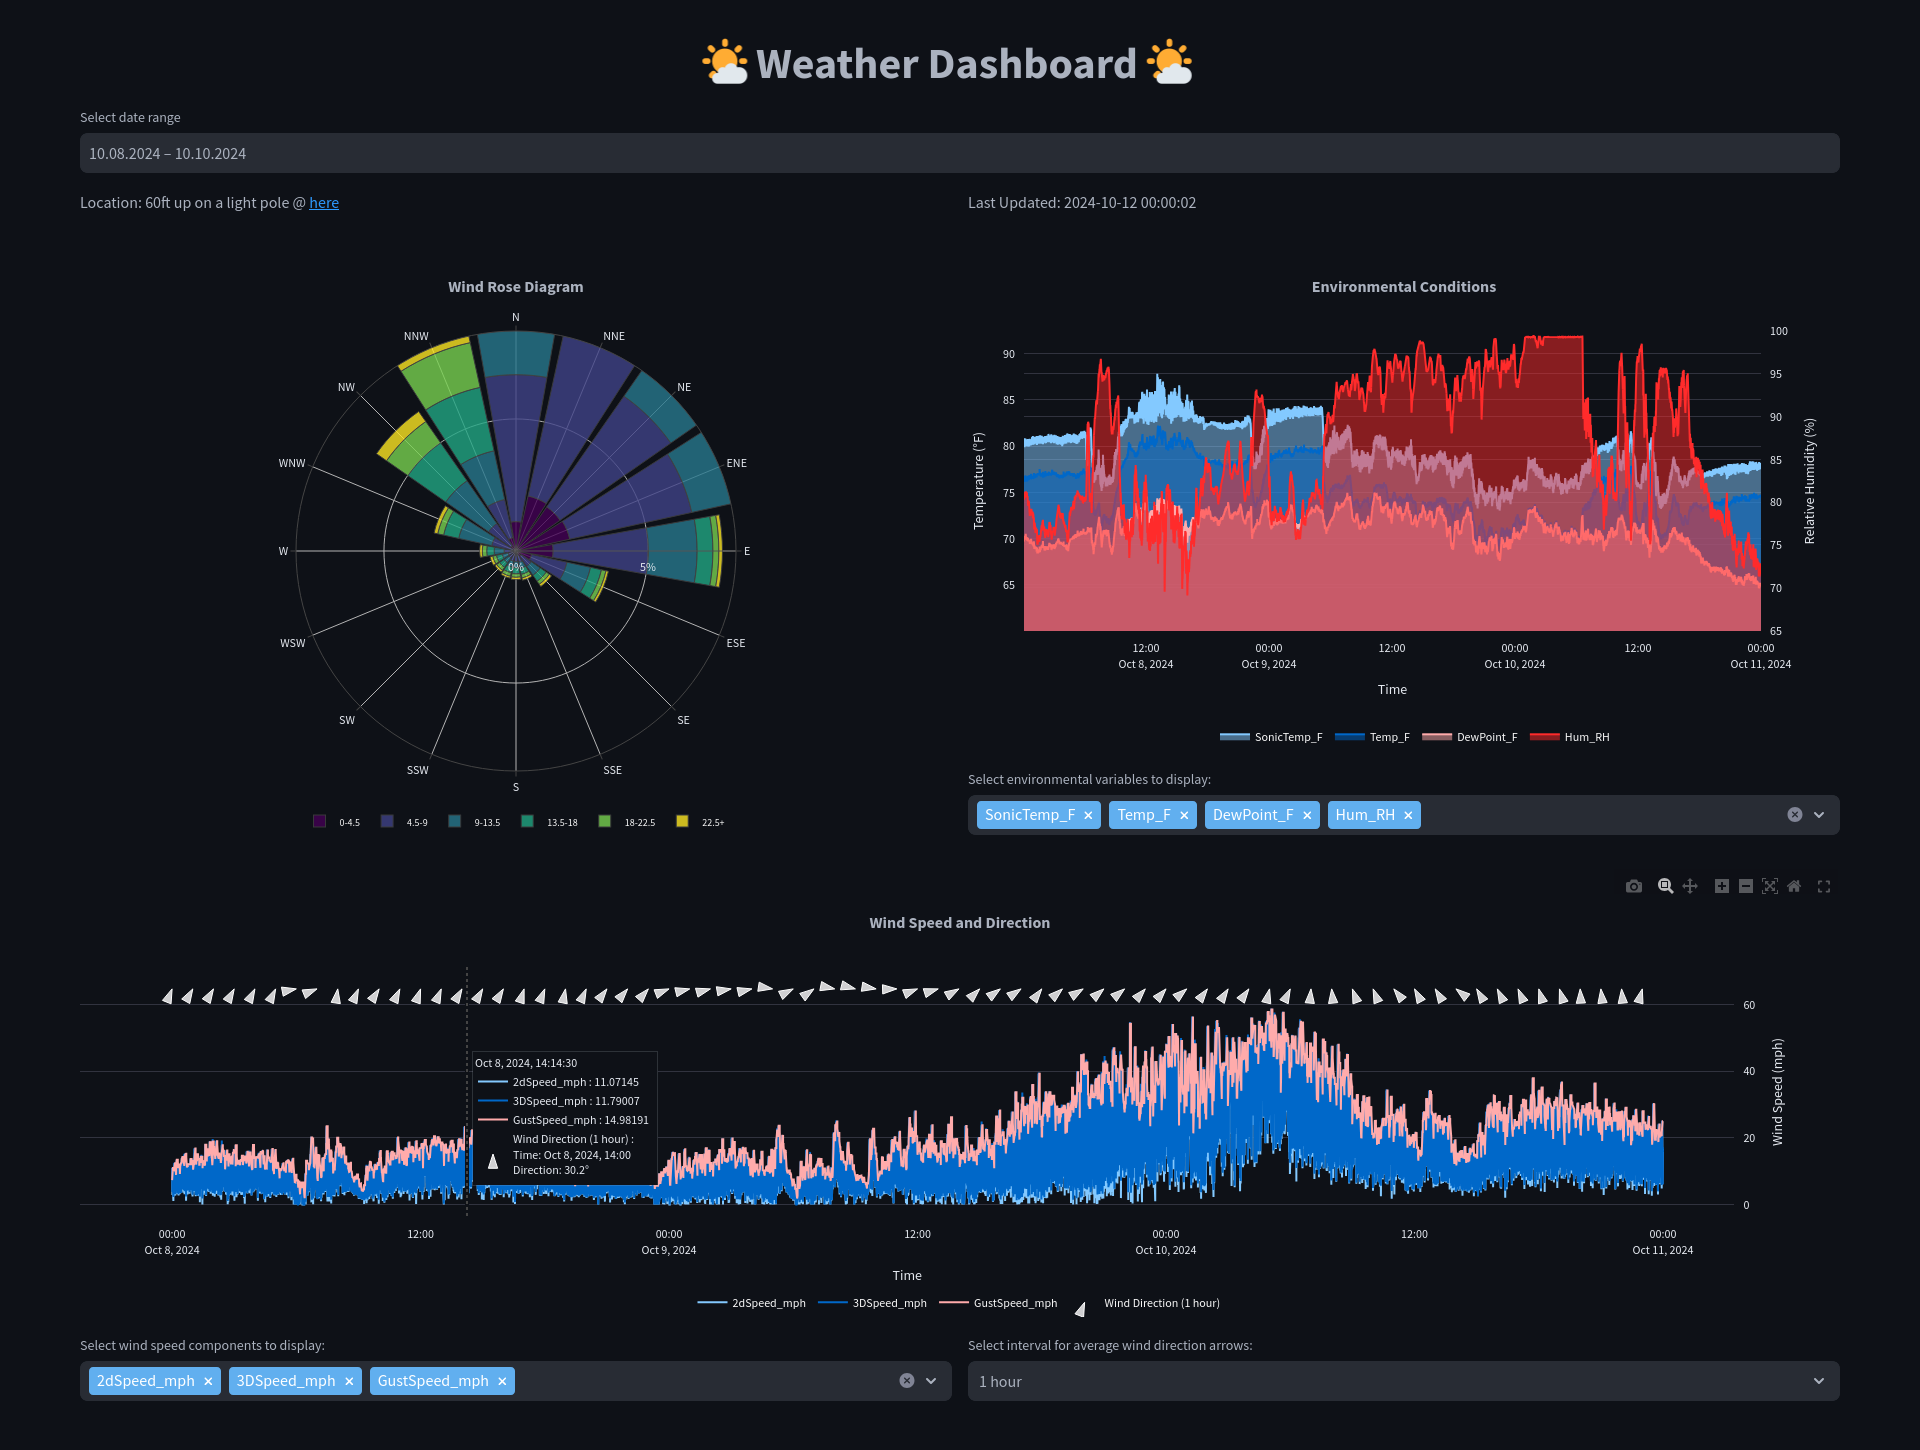 Weather Dashboard
Select date range
10.08.2024 – 10.10.2024
Location: 60ft up on a light pole @ here
Last Updated: 2024-10-12 00:00:02
Wind Rose Diagram
N
NNW
NNE
NW
NE
WNW
ENE
W
0%
5%
E
WSW
ESE
SW
SE
SSW
SSE
S
0-4.5
4.5-9
9-13.5
13.5-18
18-22.5
22.5+
Environmental Conditions
90
85
80
75
70
65
Temperature (°F)
100
95
90
85
80
75
70
65
Relative Humidity (%)
12:00
Oct 8, 2024
00:00
Oct 9, 2024
12:00
00:00
Oct 10, 2024
12:00
00:00
Oct 11, 2024
Time
SonicTemp_F
Temp_F
DewPoint_F
Hum_RH
Select environmental variables to display:
SonicTemp_F ×
Temp_F ×
DewPoint_F ×
Hum_RH ×
Wind Speed and Direction
60
40
20
0
Wind Speed (mph)
Oct 8, 2024, 14:14:30
2dSpeed_mph : 11.07145
3DSpeed_mph : 11.79007
GustSpeed_mph : 14.98191
Wind Direction (1 hour) :
Time: Oct 8, 2024, 14:00
Direction: 30.2°
00:00
Oct 8, 2024
12:00
00:00
Oct 9, 2024
12:00
00:00
Oct 10, 2024
12:00
00:00
Oct 11, 2024
Time
2dSpeed_mph
3DSpeed_mph
GustSpeed_mph
Wind Direction (1 hour)
Select wind speed components to display:
2dSpeed_mph ×
3DSpeed_mph ×
GustSpeed_mph ×
Select interval for average wind direction arrows:
1 hour